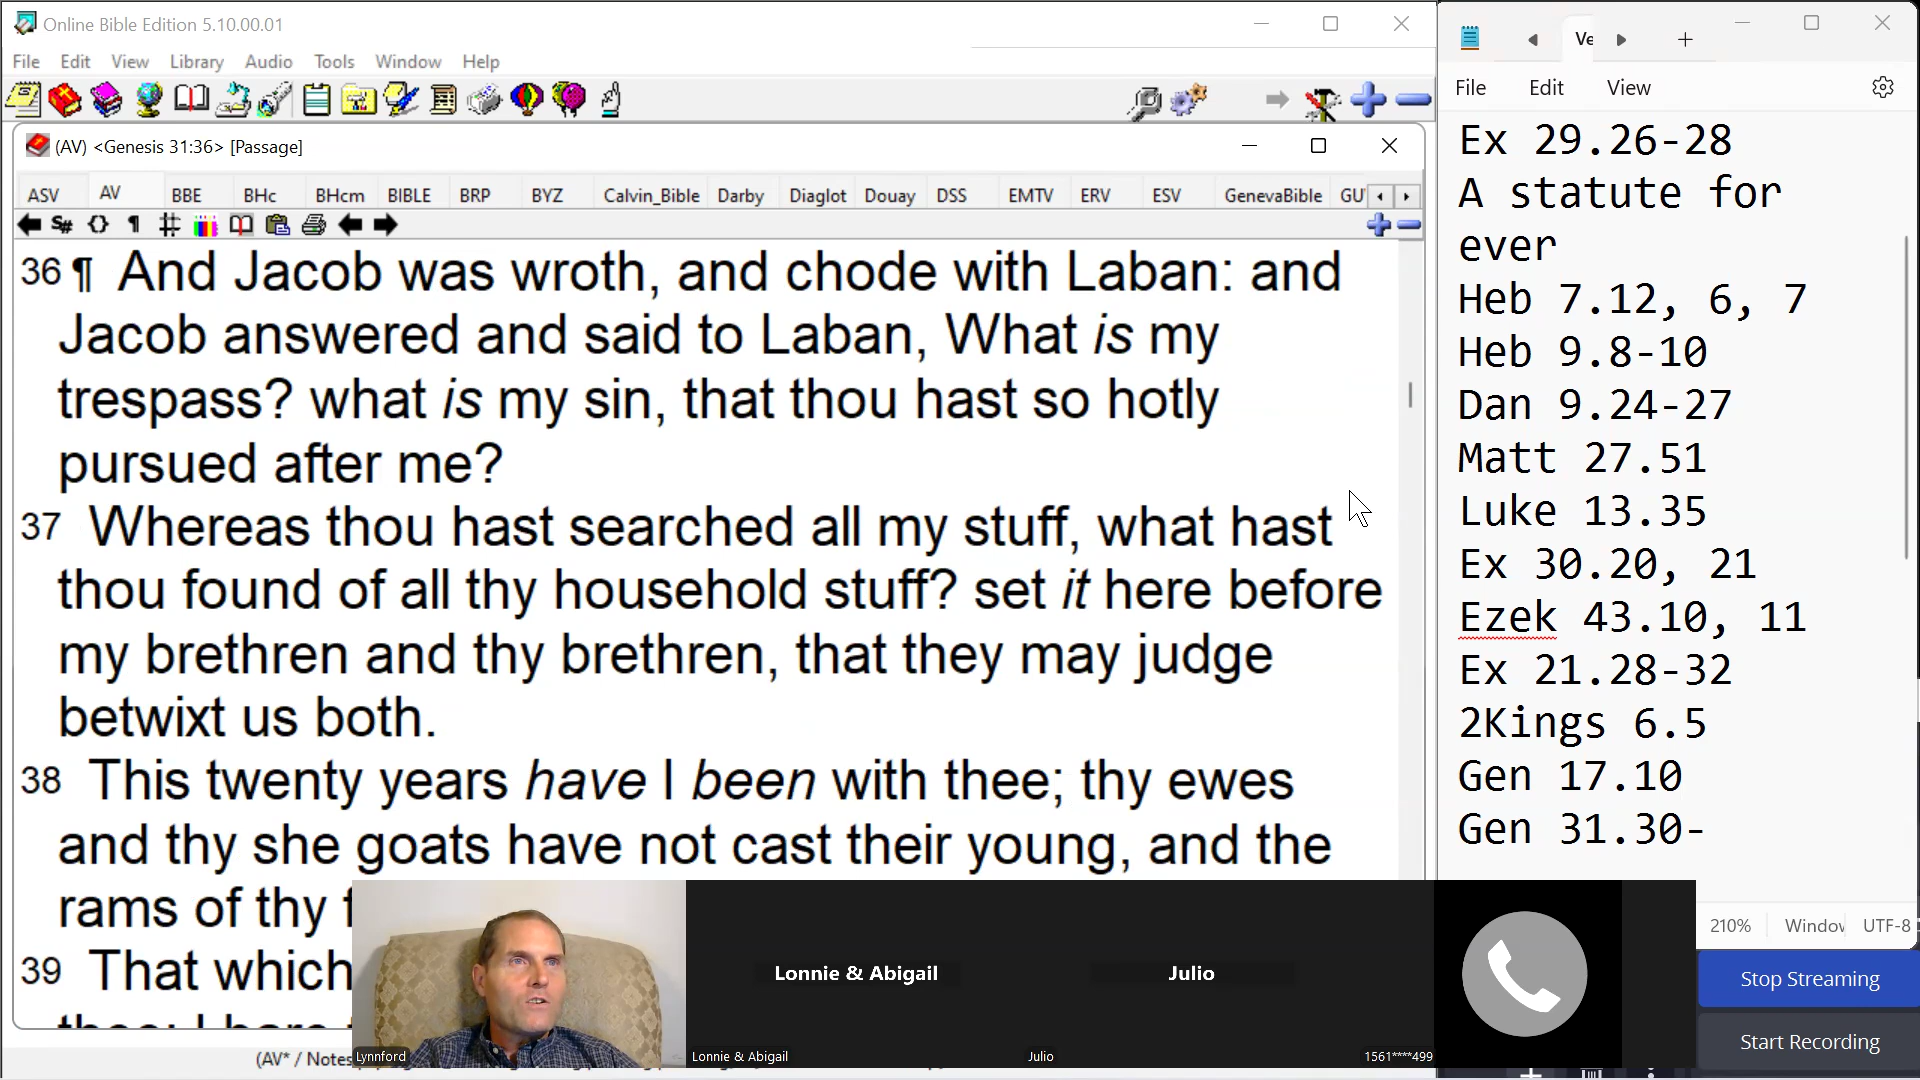 Online Bible Edition 5.10.00.01
File Edit View Library Audio Tools Window Help
(AV) <Genesis 31:36> [Passage]
ASV AV BBE BHc BHcm BIBLE BRP BYZ Calvin_Bible Darby Diaglot Douay DSS EMTV ERV ESV GenevaBible
36 ¶ And Jacob was wroth, and chode with Laban: and
Jacob answered and said to Laban, What is my
trespass? what is my sin, that thou hast so hotly
pursued after me?
37 Whereas thou hast searched all my stuff, what hast
thou found of all thy household stuff? set it here before
my brethren and thy brethren, that they may judge
betwixt us both.
38 This twenty years have I been with thee; thy ewes
and thy she goats have not cast their young, and the
rams of thy
39 That which
(AV* / Notes
Lynnford
Lonnie & Abigail
Lonnie & Abigail
Julio
Julio
1561****499
File Edit View
Ex 29.26-28
A statute for
ever
Heb 7.12, 6, 7
Heb 9.8-10
Dan 9.24-27
Matt 27.51
Luke 13.35
Ex 30.20, 21
Ezek 43.10, 11
Ex 21.28-32
2Kings 6.5
Gen 17.10
Gen 31.30-
210% UTF-8
Stop Streaming
Start Recording